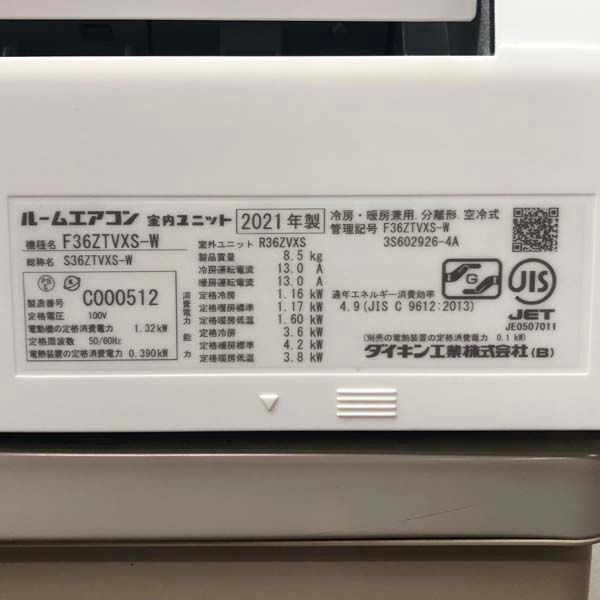 ルームエアコン 室内ユニット 2021年製 冷房・暖房兼用.分離形.空冷式
機種名 F36ZTVXS-W
総称名 S36ZTVXS-W
PS E
製造番号 C000512
定格電圧 100V
電動機の定格消費電力 1.32kW
定格周波数 50/60Hz
電熱装置の定格消費電力 0.390kW
室外ユニット R36ZVXS
製品質量 8.5 kg
冷房運転電流 13.0 A
暖房運転電流 13.0 A
消費電力
定格冷房 1.16 kW
定格暖房標準 1.17 kW
定格暖房低温 1.60 kW
能力
定格冷房 3.6 kW
定格暖房標準 4.2 kW
定格暖房低温 3.8 kW
管理記号 F36ZTVXS-W
3S602926-4A
G
JIS
JET
JE0507011
通年エネルギー消費効率
4.9(JIS C 9612:2013)
(別売の電熱装置の定格消費電力 0.1 kW)
ダイキン工業株式会社(B)